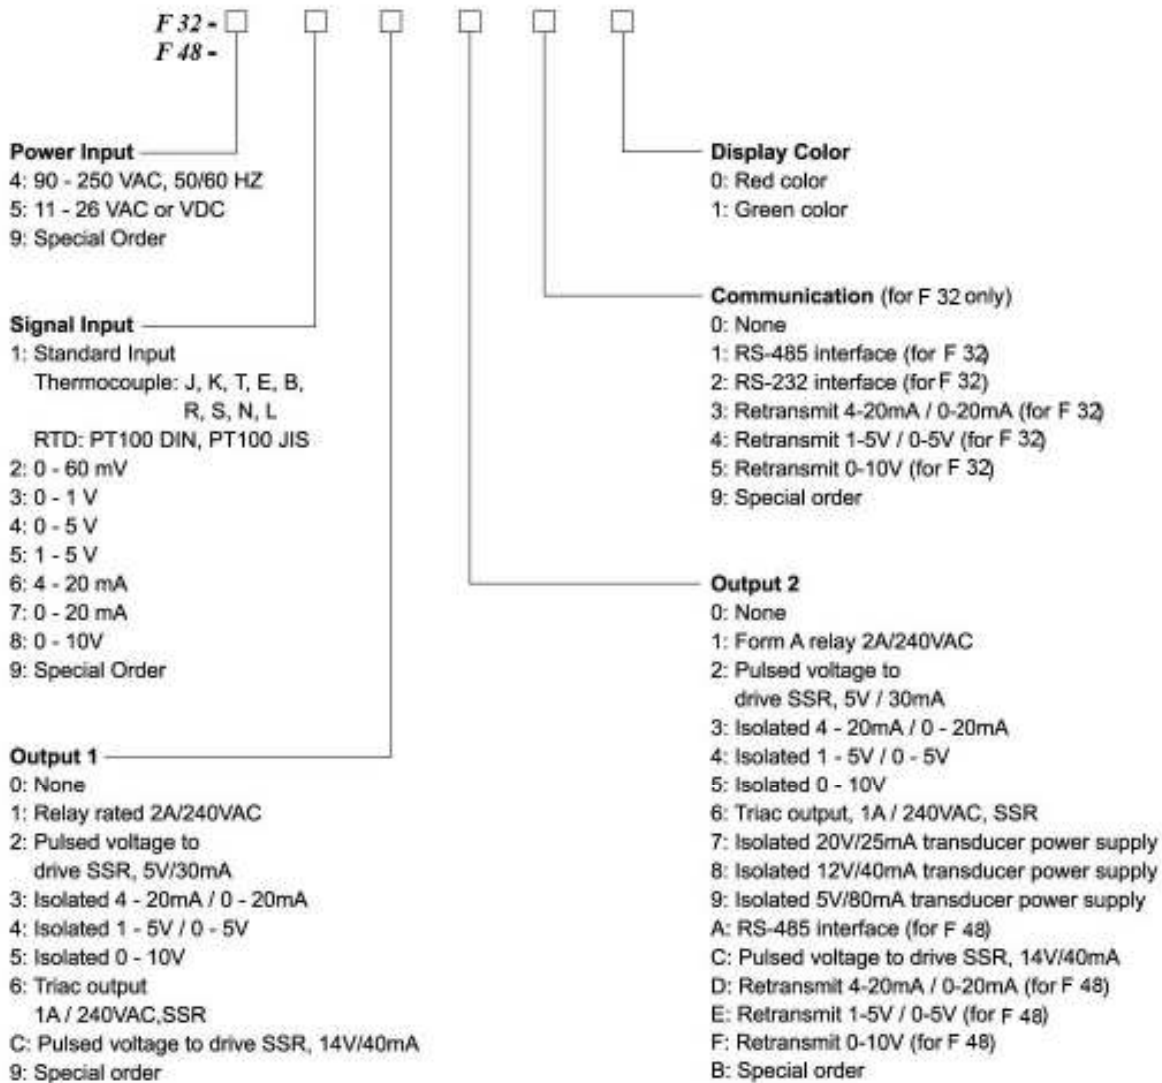 F 32 -
F 48 -
Power Input
4: 90 - 250 VAC, 50/60 HZ
5: 11 - 26 VAC or VDC
9: Special Order
Signal Input
1: Standard Input
Thermocouple: J, K, T, E, B,
R, S, N, L
RTD: PT100 DIN, PT100 JIS
2: 0 - 60 mV
3: 0 - 1 V
4: 0 - 5 V
5: 1 - 5 V
6: 4 - 20 mA
7: 0 - 20 mA
8: 0 - 10V
9: Special Order
Output 1
0: None
1: Relay rated 2A/240VAC
2: Pulsed voltage to
drive SSR, 5V/30mA
3: Isolated 4 - 20mA / 0 - 20mA
4: Isolated 1 - 5V / 0 - 5V
5: Isolated 0 - 10V
6: Triac output
1A / 240VAC,SSR
C: Pulsed voltage to drive SSR, 14V/40mA
9: Special order
Display Color
0: Red color
1: Green color
Communication (for F 32 only)
0: None
1: RS-485 interface (for F 32)
2: RS-232 interface (for F 32)
3: Retransmit 4-20mA / 0-20mA (for F 32)
4: Retransmit 1-5V / 0-5V (for F 32)
5: Retransmit 0-10V (for F 32)
9: Special order
Output 2
0: None
1: Form A relay 2A/240VAC
2: Pulsed voltage to
drive SSR, 5V / 30mA
3: Isolated 4 - 20mA / 0 - 20mA
4: Isolated 1 - 5V / 0 - 5V
5: Isolated 0 - 10V
6: Triac output, 1A / 240VAC, SSR
7: Isolated 20V/25mA transducer power supply
8: Isolated 12V/40mA transducer power supply
9: Isolated 5V/80mA transducer power supply
A: RS-485 interface (for F 48)
C: Pulsed voltage to drive SSR, 14V/40mA
D: Retransmit 4-20mA / 0-20mA (for F 48)
E: Retransmit 1-5V / 0-5V (for F 48)
F: Retransmit 0-10V (for F 48)
B: Special order